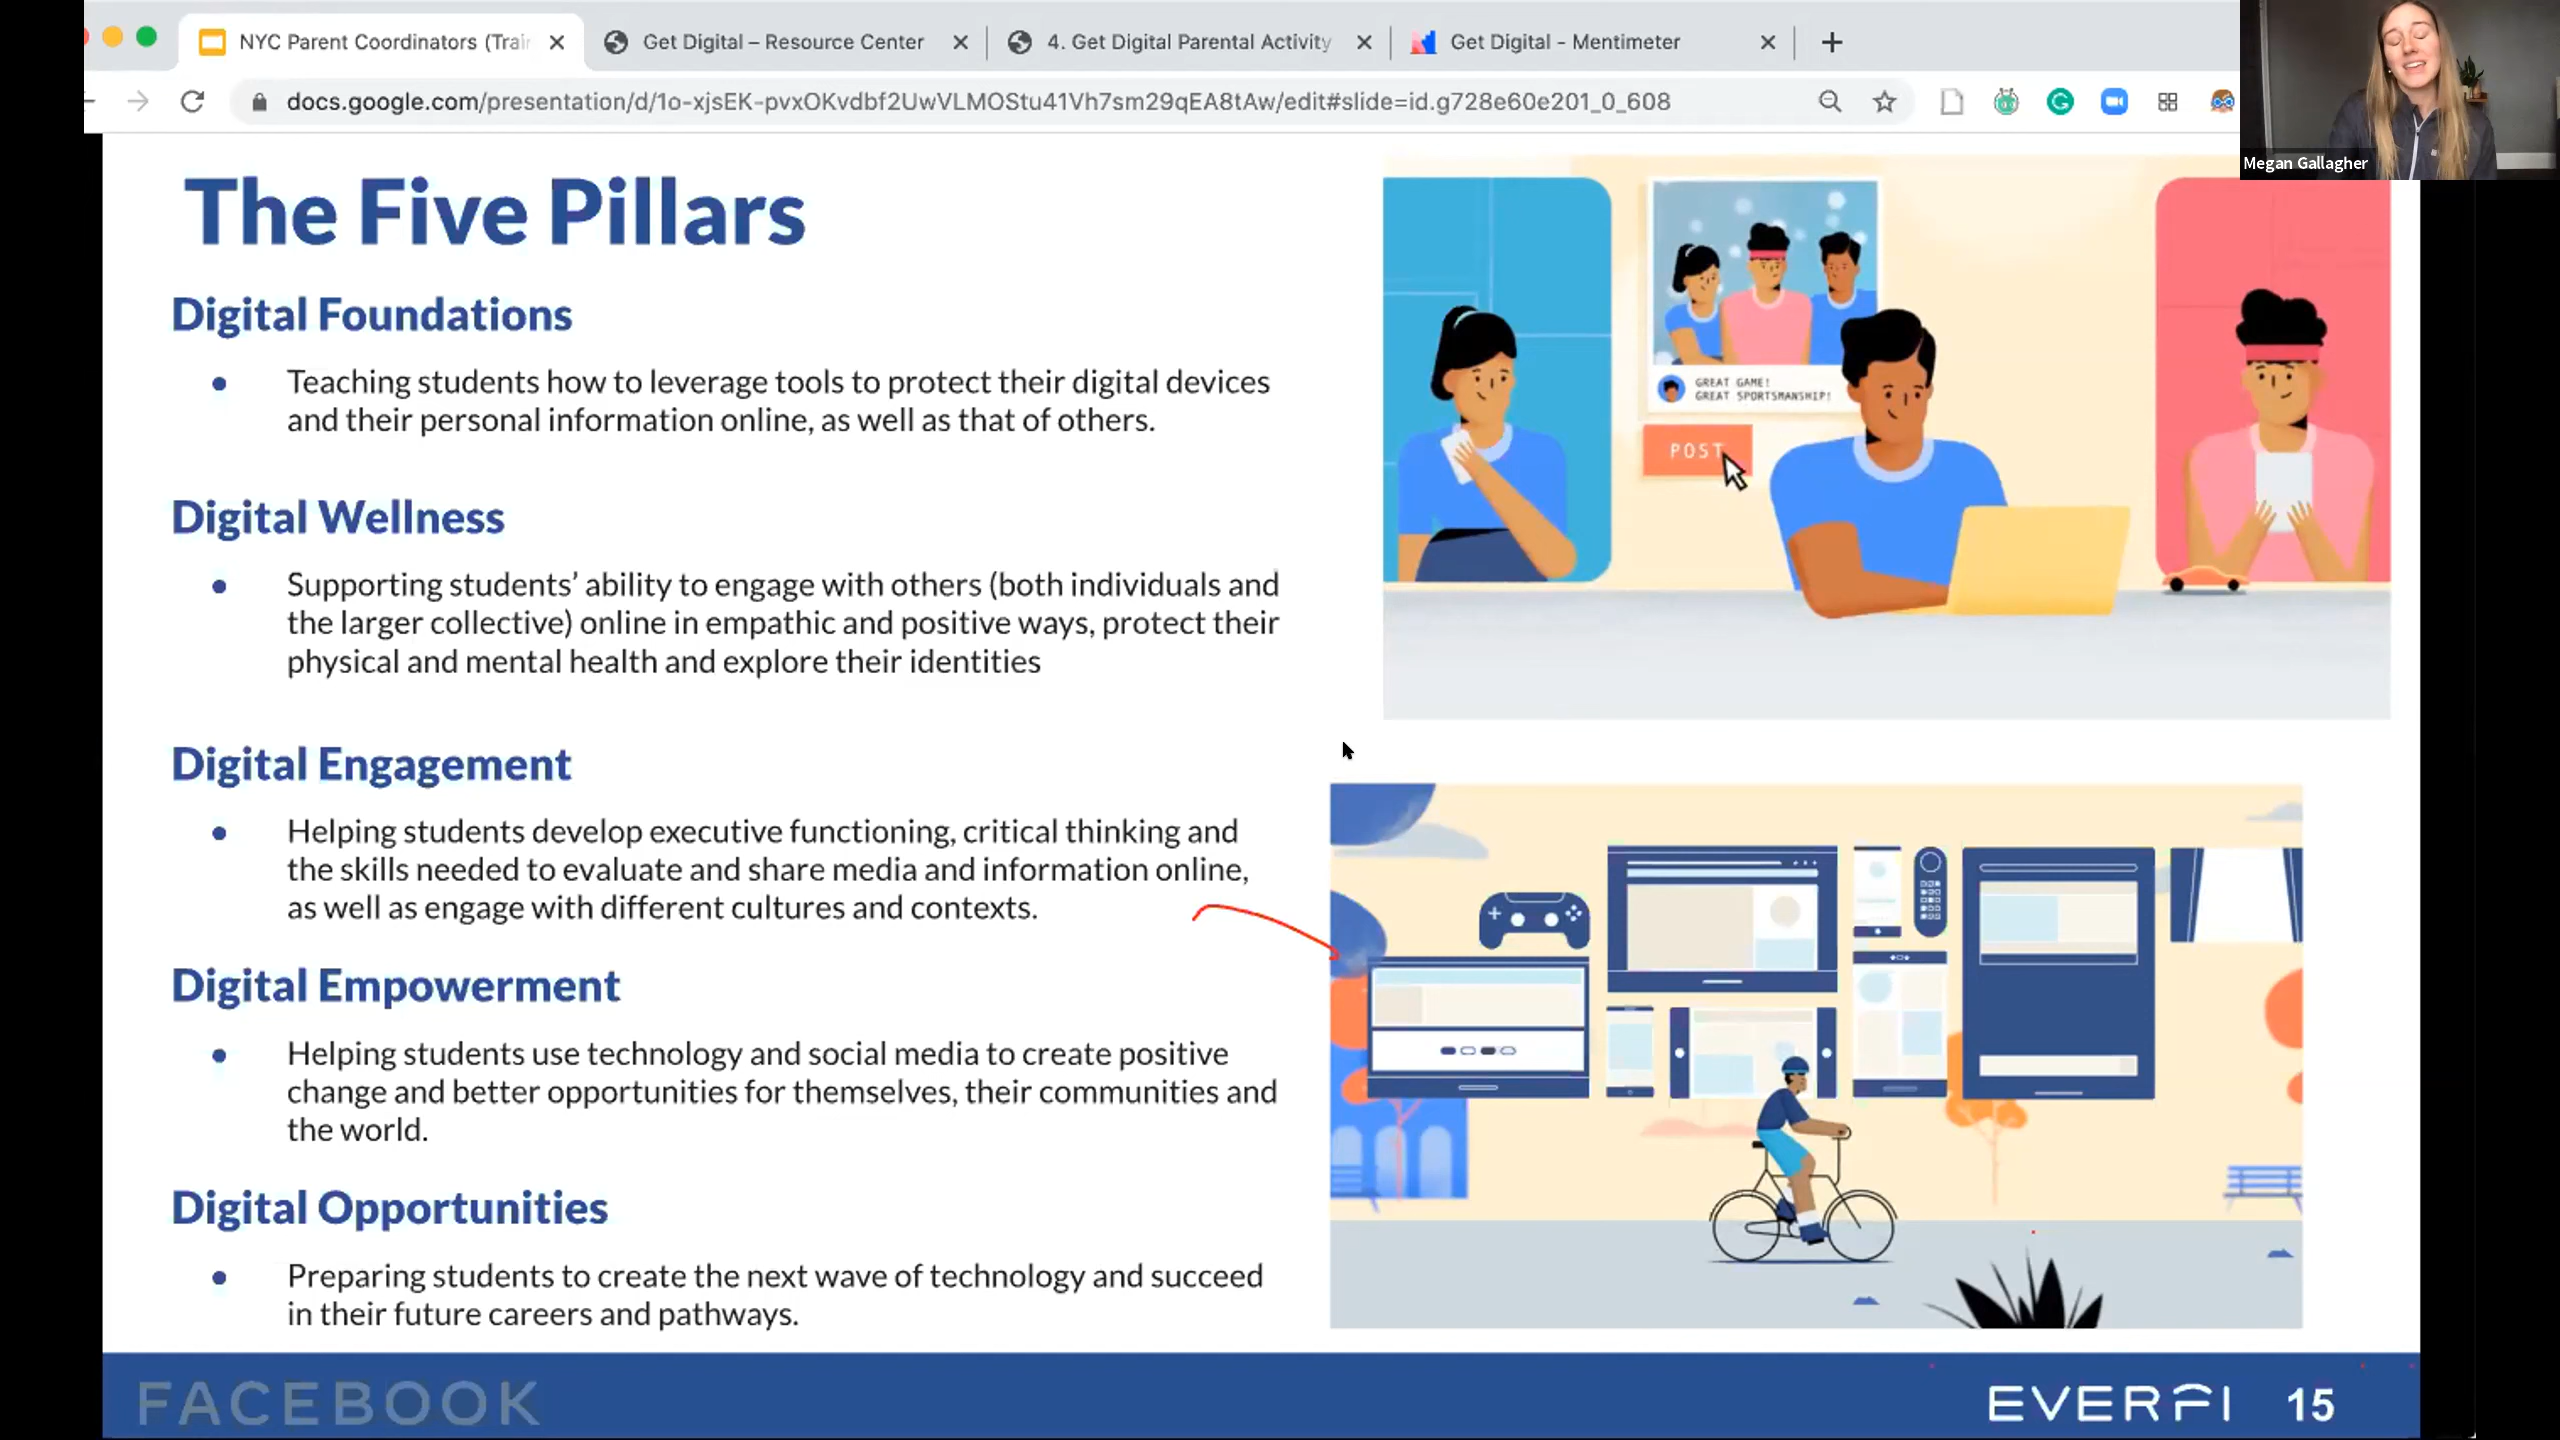 NYC Parent Coordinators (Trai
Get Digital – Resource Center
4. Get Digital Parental Activity
Get Digital - Mentimeter
docs.google.com/presentation/d/1o-xjsEK-pvxOKvdbf2UwVLMOStu41Vh7sm29qEA8tAw/edit#slide=id.g728e60e201_0_608
Megan Gallagher
The Five Pillars
Digital Foundations
• Teaching students how to leverage tools to protect their digital devices
and their personal information online, as well as that of others.
Digital Wellness
• Supporting students’ ability to engage with others (both individuals and
the larger collective) online in empathic and positive ways, protect their
physical and mental health and explore their identities
Digital Engagement
• Helping students develop executive functioning, critical thinking and
the skills needed to evaluate and share media and information online,
as well as engage with different cultures and contexts.
Digital Empowerment
• Helping students use technology and social media to create positive
change and better opportunities for themselves, their communities and
the world.
Digital Opportunities
• Preparing students to create the next wave of technology and succeed
in their future careers and pathways.
GREAT GAME!
GREAT SPORTSMANSHIP!
POST
FACEBOOK
EVERFI 15